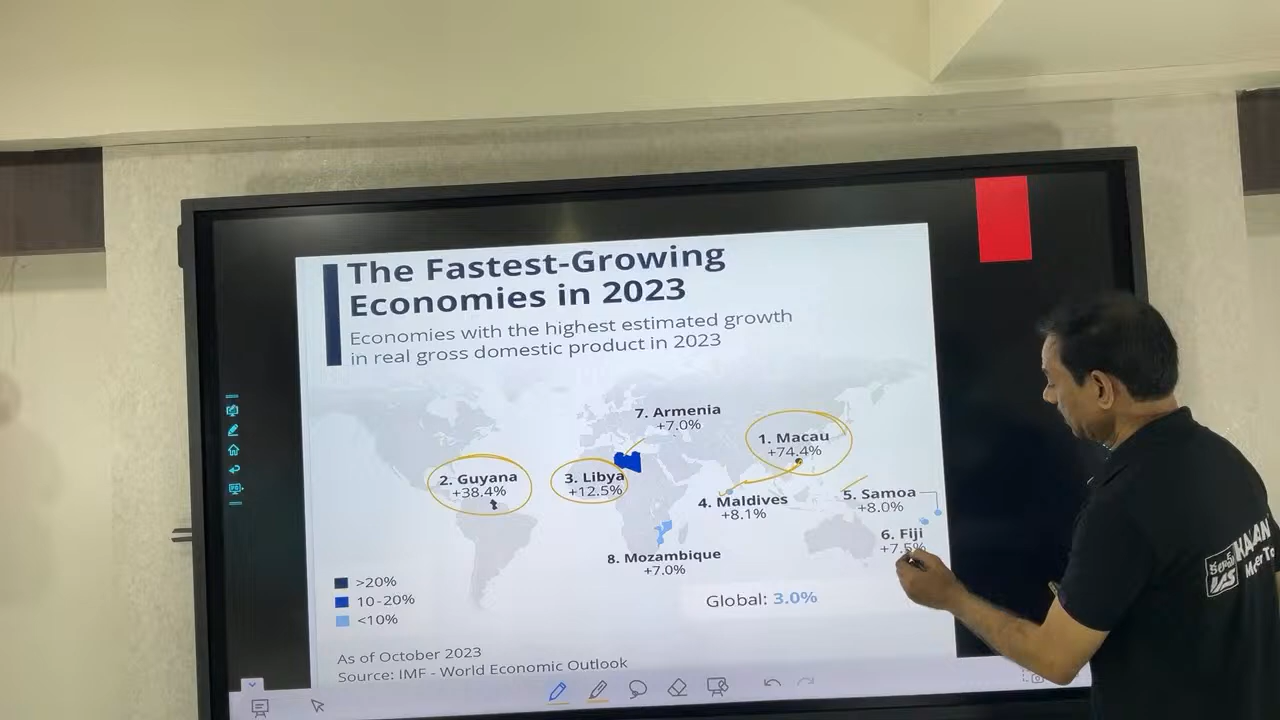 The Fastest-Growing
Economies in 2023
Economies with the highest estimated growth
in real gross domestic product in 2023
7. Armenia
+7.0%
1. Macau
+74.4%
2. Guyana
+38.4%
3. Libya
+12.5%
4. Maldives
+8.1%
5. Samoa
+8.0%
6. Fiji
+7.5%
8. Mozambique
+7.0%
>20%
10-20%
<10%
Global: 3.0%
As of October 2023
Source: IMF - World Economic Outlook